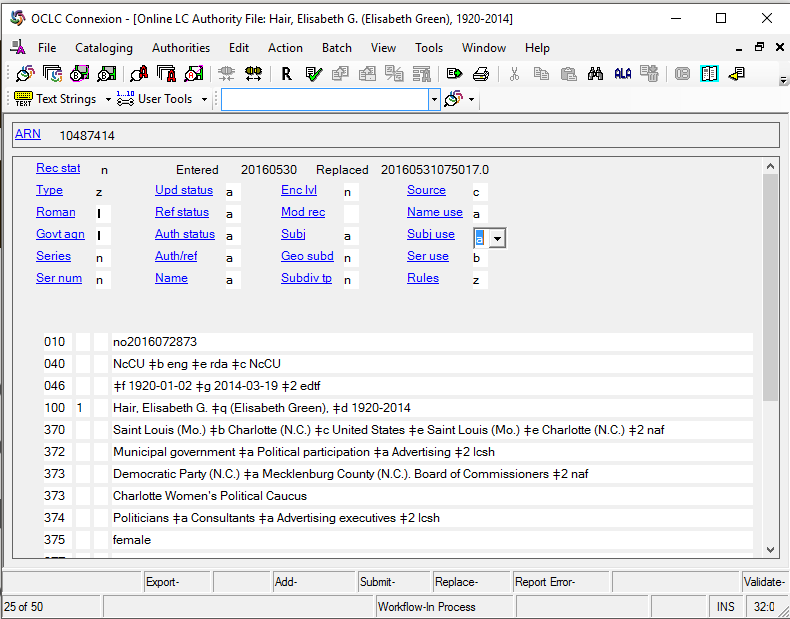 OCLC Connexion - [Online LC Authority File: Hair, Elisabeth G. (Elisabeth Green), 1920-2014]
File Cataloging Authorities Edit Action Batch View Tools Window Help
R ALA
TEXT Text Strings 1...10 User Tools
ARN 10487414
Rec stat n Entered 20160530 Replaced 20160531075017.0
Type z Upd status a Enc lvl n Source c
Roman | Ref status a Mod rec Name use a
Govt agn | Auth status a Subj a Subj use a
Series n Auth/ref a Geo subd n Ser use b
Ser num n Name a Subdiv tp n Rules z
010 no2016072873
040 NcCU ‡b eng ‡e rda ‡c NcCU
046 ‡f 1920-01-02 ‡g 2014-03-19 ‡2 edtf
100 1 Hair, Elisabeth G. ‡q (Elisabeth Green), ‡d 1920-2014
370 Saint Louis (Mo.) ‡b Charlotte (N.C.) ‡c United States ‡e Saint Louis (Mo.) ‡e Charlotte (N.C.) ‡2 naf
372 Municipal government ‡a Political participation ‡a Advertising ‡2 lcsh
373 Democratic Party (N.C.) ‡a Mecklenburg County (N.C.). Board of Commissioners ‡2 naf
373 Charlotte Women's Political Caucus
374 Politicians ‡a Consultants ‡a Advertising executives ‡2 lcsh
375 female
Export- Add- Submit- Replace- Report Error- Validate-
25 of 50 Workflow-In Process INS 32:0